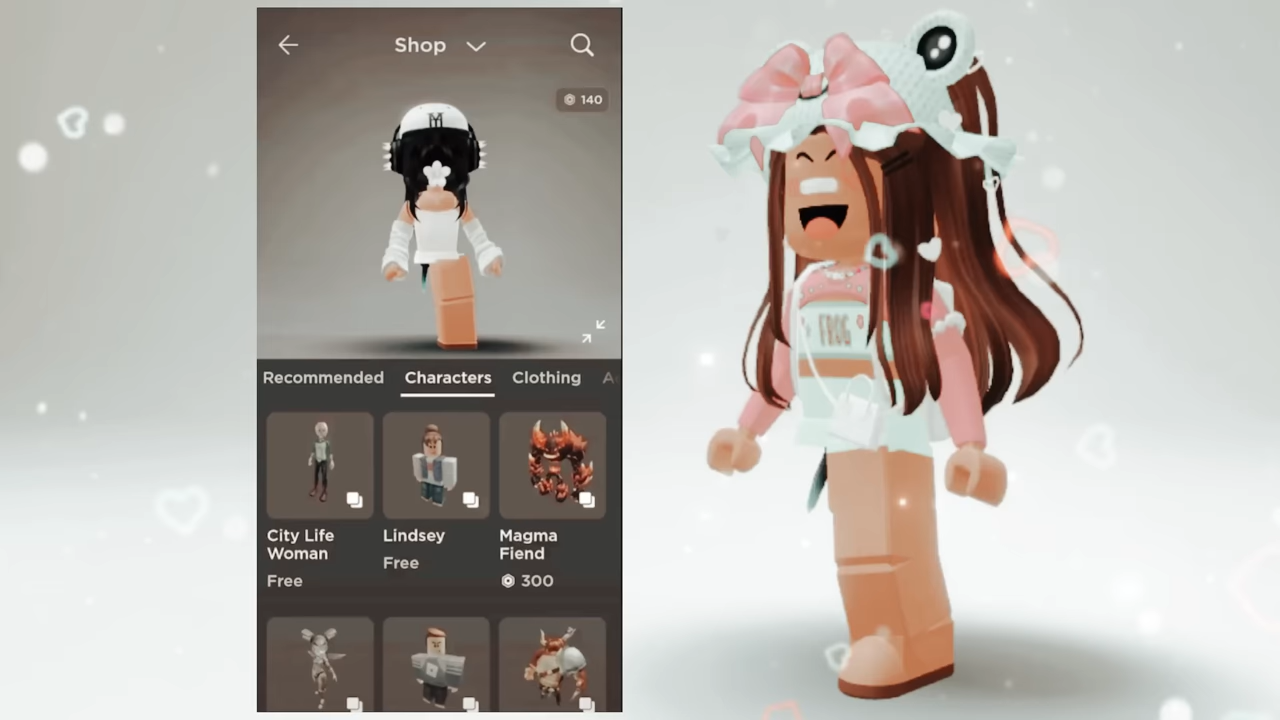 Shop
140
Recommended Characters Clothing A
City Life Woman
Free
Lindsey
Free
Magma Fiend
300
FROG